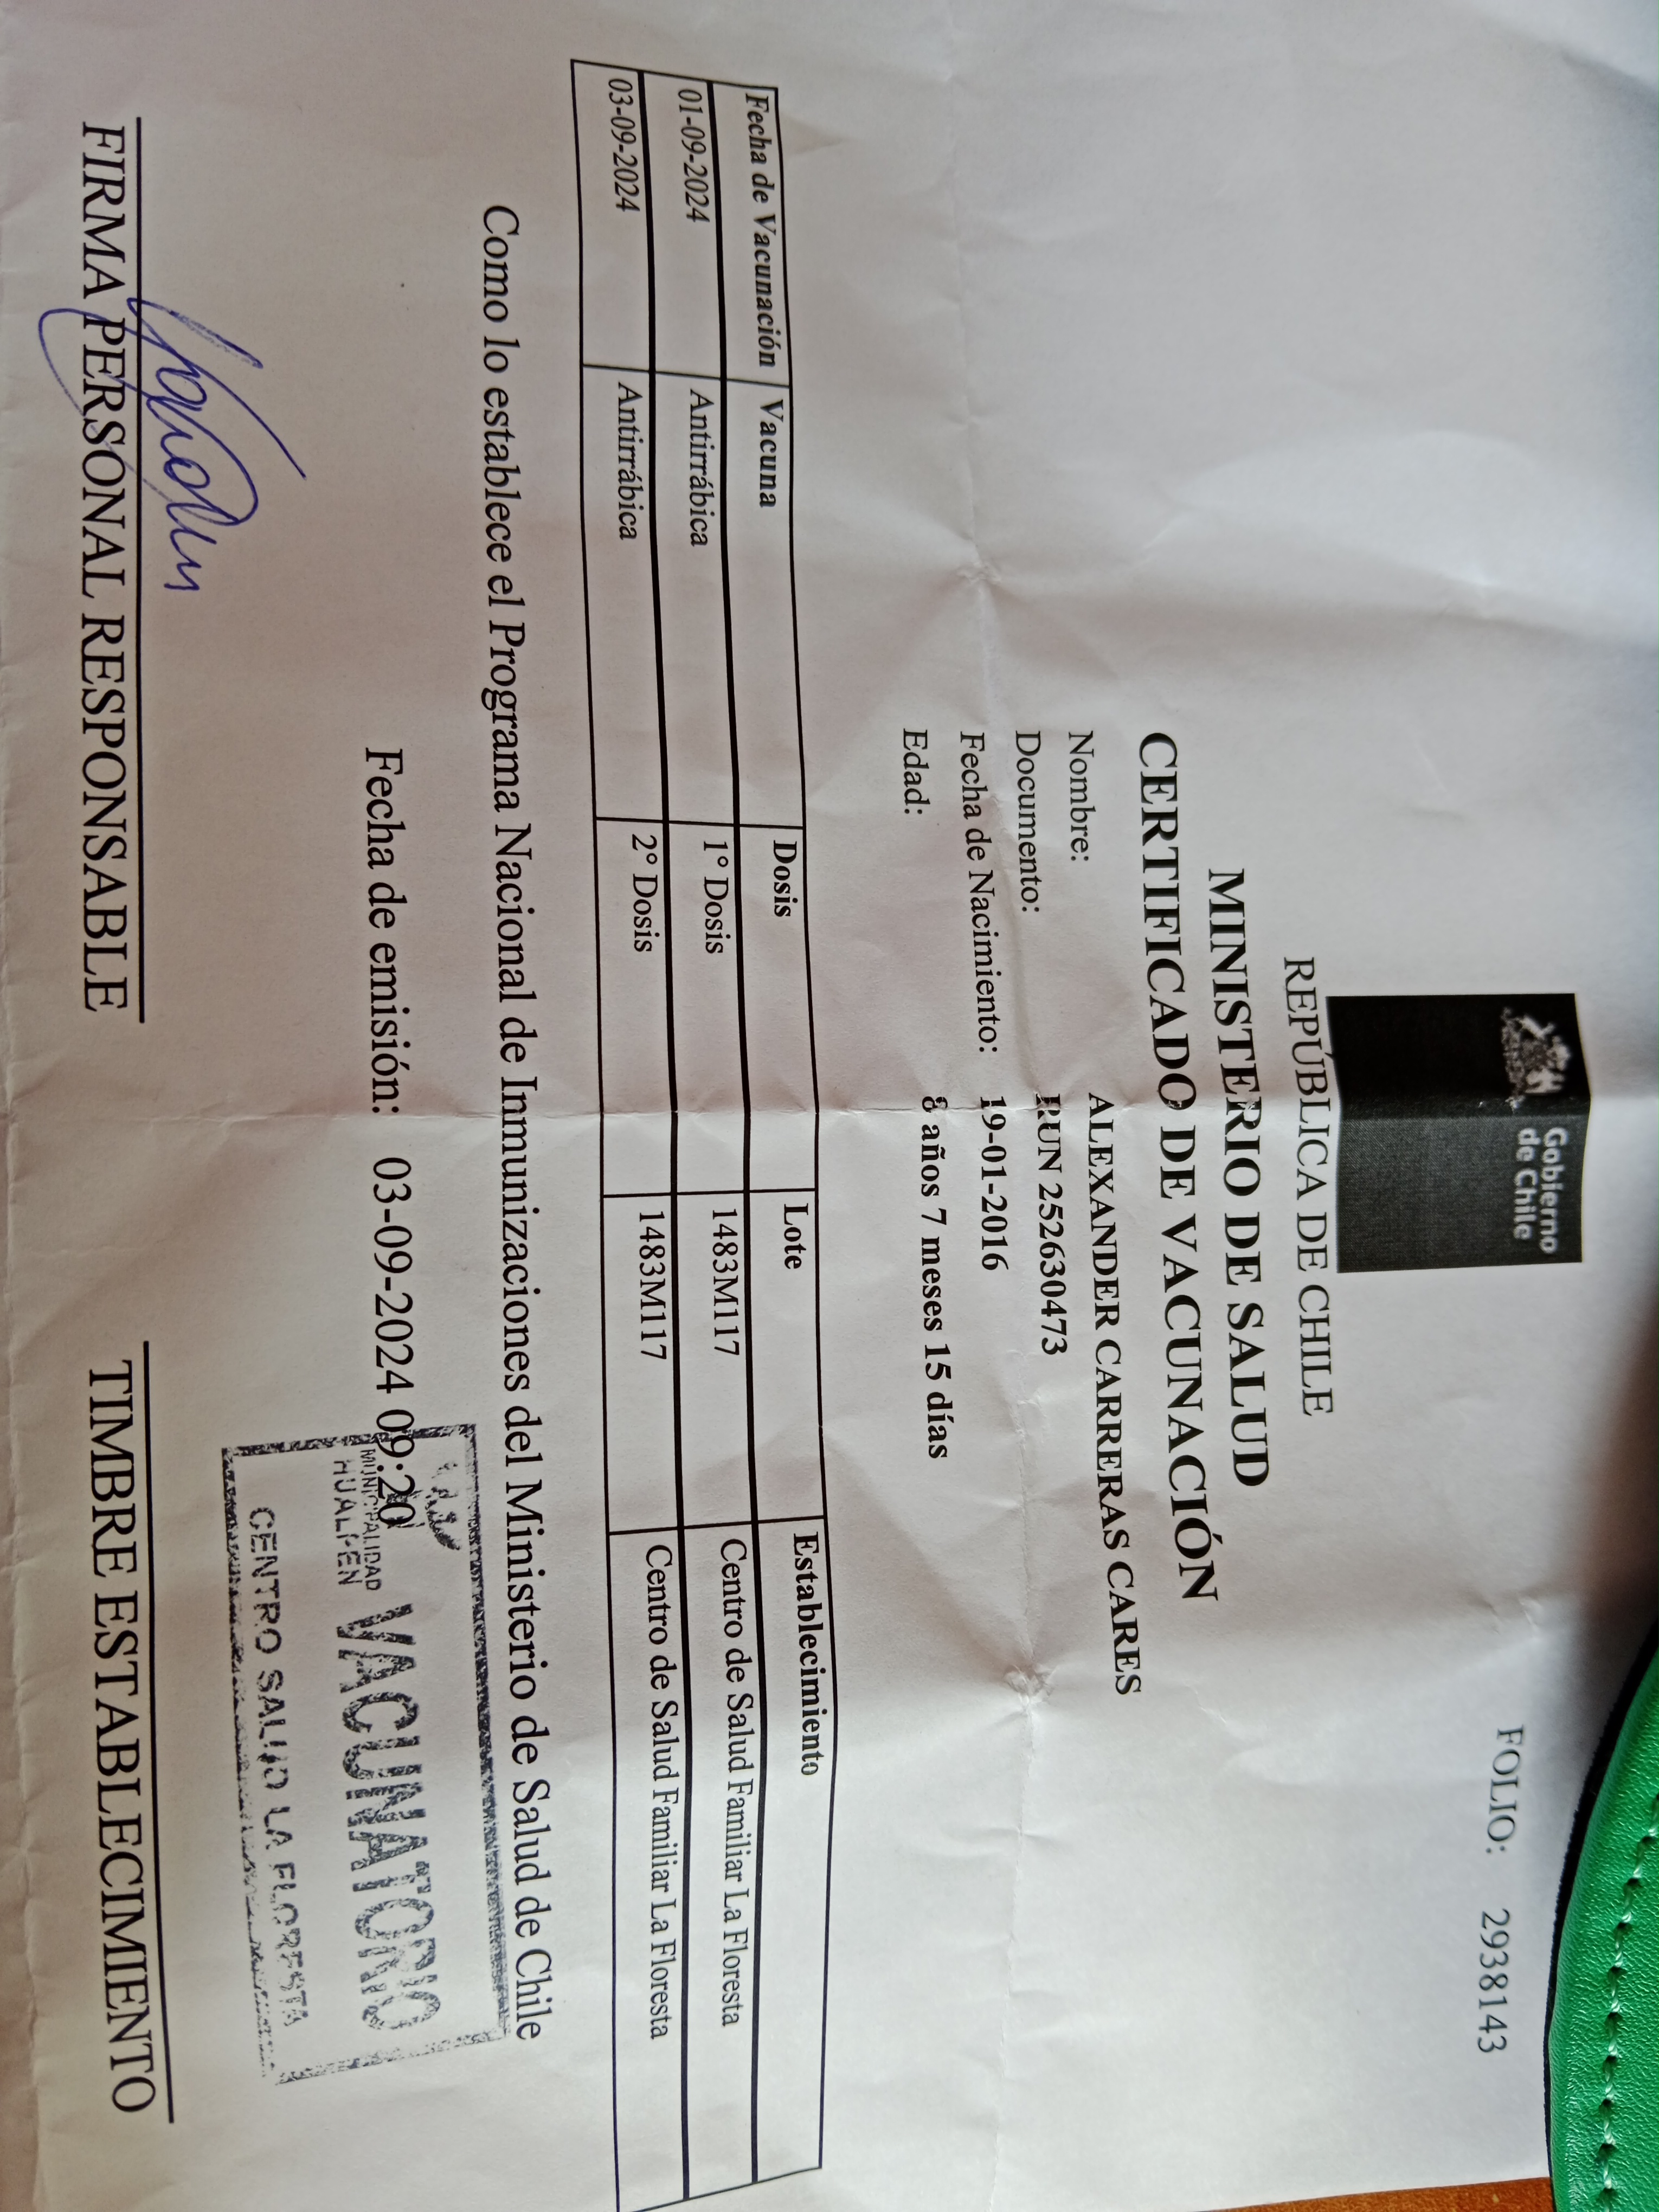 FOLIO: 2938143
Gobierno
de Chile
REPÚBLICA DE CHILE
MINISTERIO DE SALUD
CERTIFICADO DE VACUNACIÓN
Nombre: ALEXANDER CARRERAS CARES
Documento: RUN 252630473
Fecha de Nacimiento: 19-01-2016
Edad: 8 años 7 meses 15 días
Fecha de Vacunación Vacuna Dosis Lote Establecimiento
01-09-2024 Antirrábica 1° Dosis 1483M117 Centro de Salud Familiar La Floresta
03-09-2024 Antirrábica 2° Dosis 1483M117 Centro de Salud Familiar La Floresta
Como lo establece el Programa Nacional de Inmunizaciones del Ministerio de Salud de Chile
Fecha de emisión: 03-09-2024 09:20
MUNICIPALIDAD
HUALPEN
VACUNATORIO
CENTRO SALUD LA FLORESTA
FIRMA PERSONAL RESPONSABLE
TIMBRE ESTABLECIMIENTO